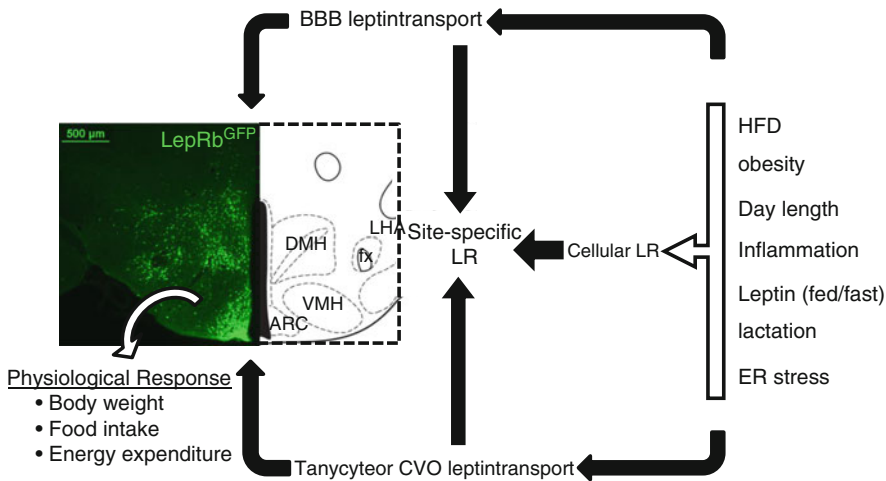 BBB leptintransport
500 µm
LepRb^GFP
DMH
LHA
fx
VMH
ARC
Site-specific
LR
Cellular LR
HFD
obesity
Day length
Inflammation
Leptin (fed/fast)
lactation
ER stress
Physiological Response
• Body weight
• Food intake
• Energy expenditure
Tanycyteor CVO leptintransport